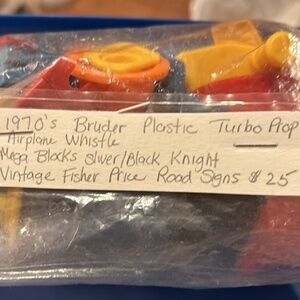 1970's Bruder Plastic Turbo Prop
Airplane Whistle
Mega Blocks Silver/Black Knight
Vintage Fisher Price Road Signs $25